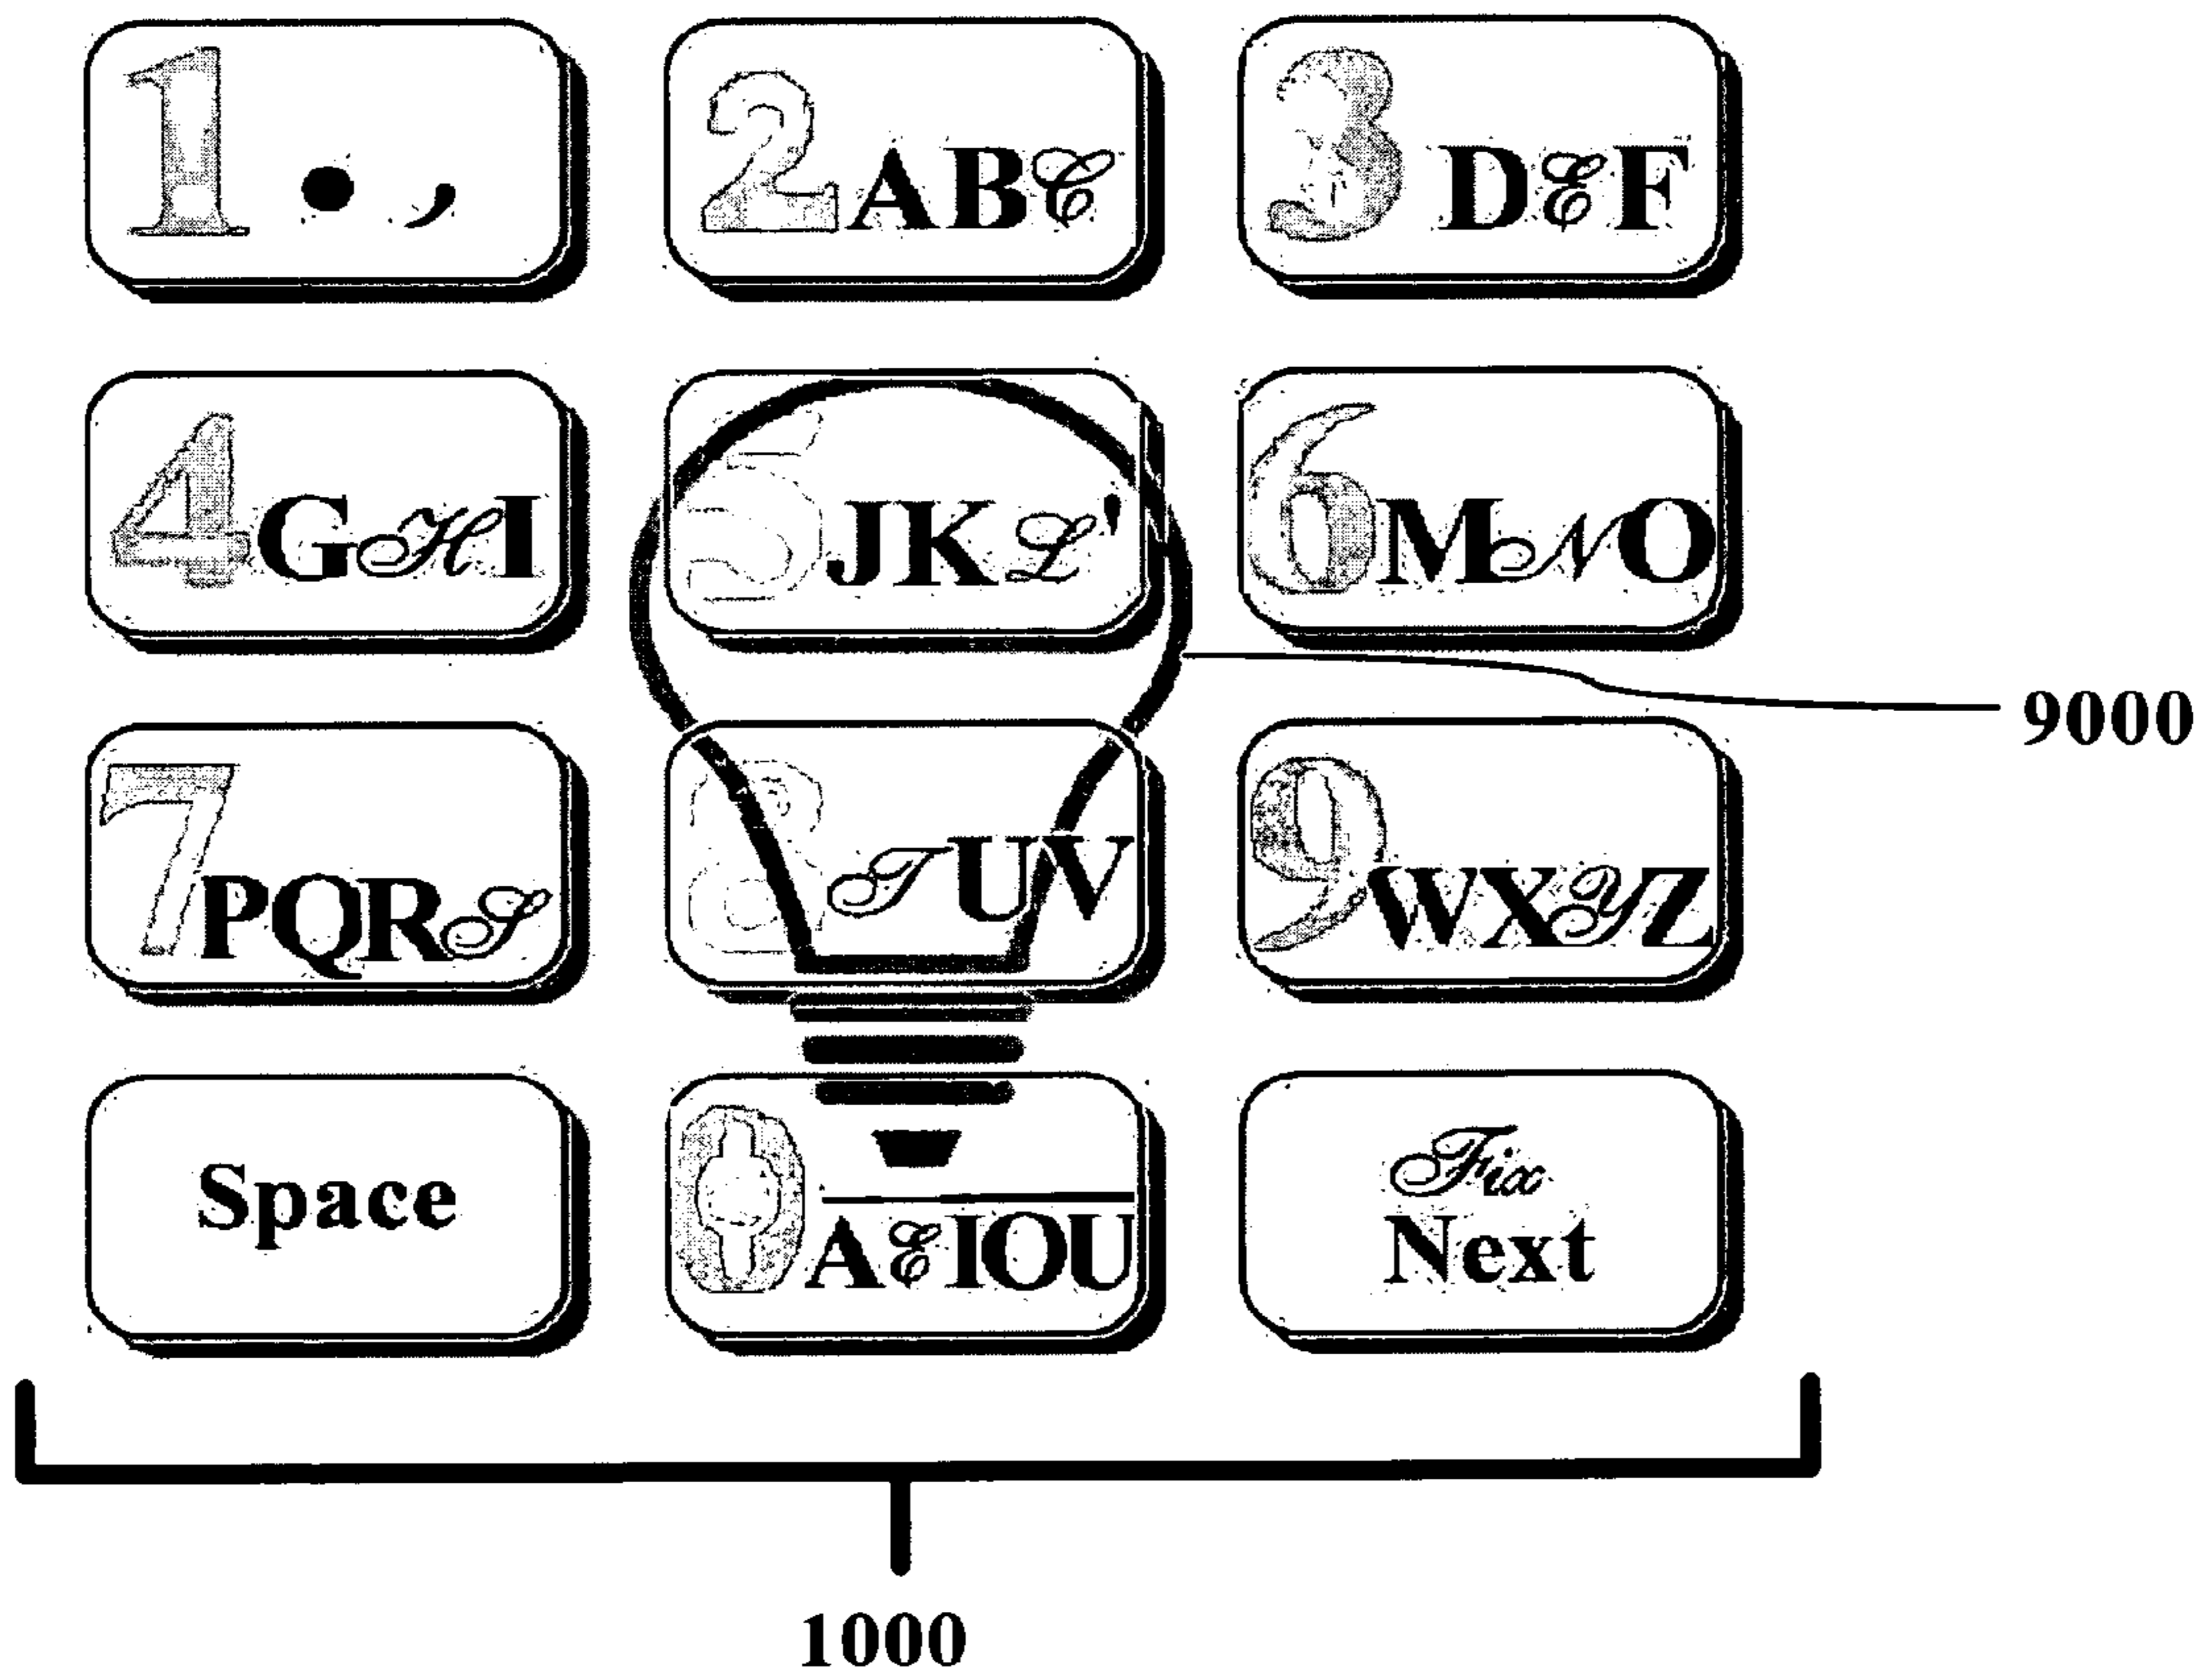 1 . ,
2 ABC
3 DEF
4 GHI
5 JKL'
6 MNO
9000
7 PQRS
8 TUV
9 WXYZ
Space
0 AEIOU
Fix
Next
1000